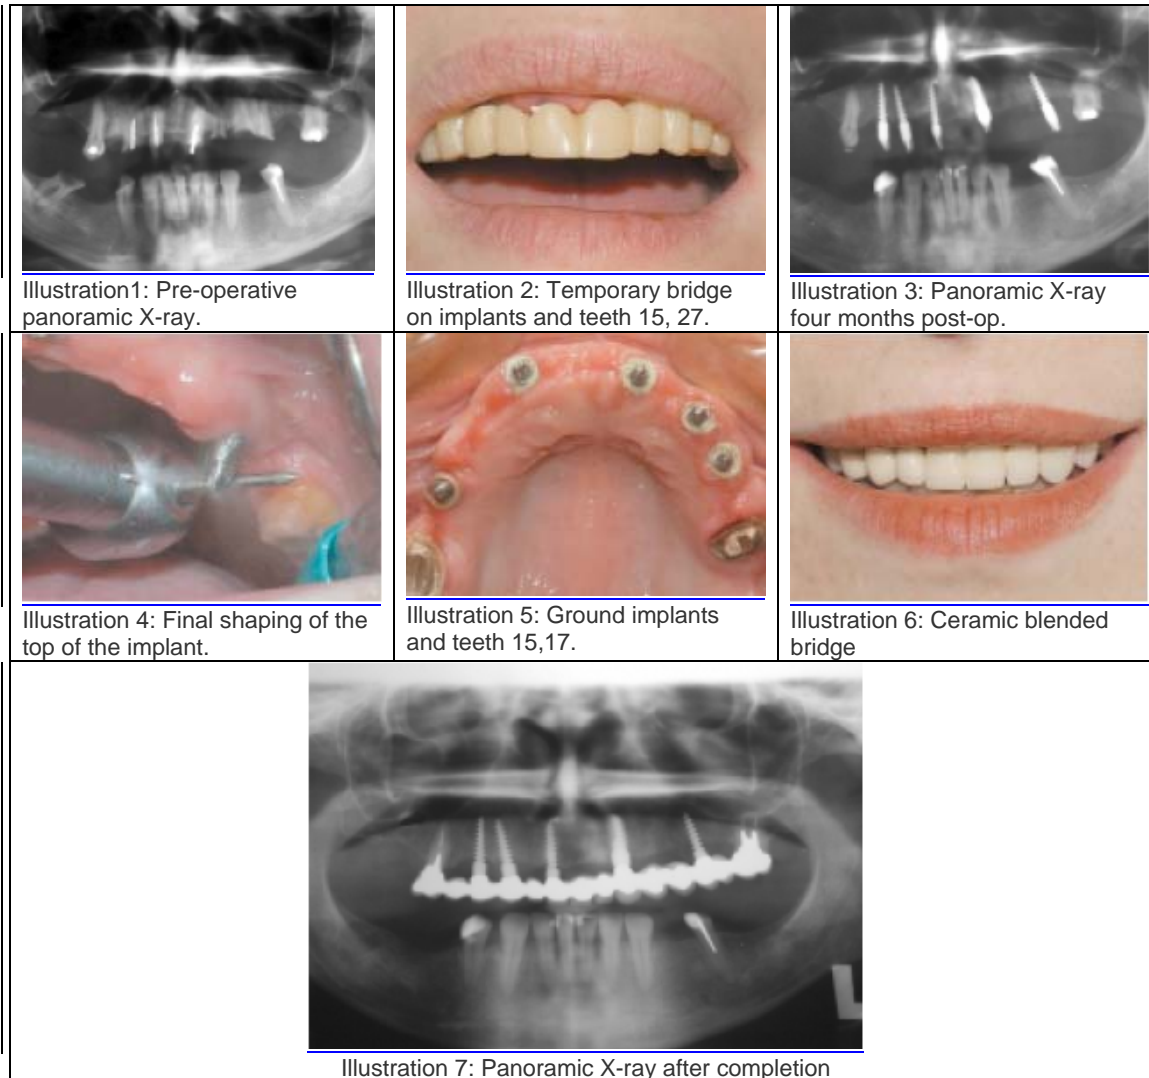 Illustration1: Pre-operative
panoramic X-ray.
Illustration 2: Temporary bridge
on implants and teeth 15, 27.
Illustration 3: Panoramic X-ray
four months post-op.
Illustration 4: Final shaping of the
top of the implant.
Illustration 5: Ground implants
and teeth 15,17.
Illustration 6: Ceramic blended
bridge
L
Illustration 7: Panoramic X-ray after completion